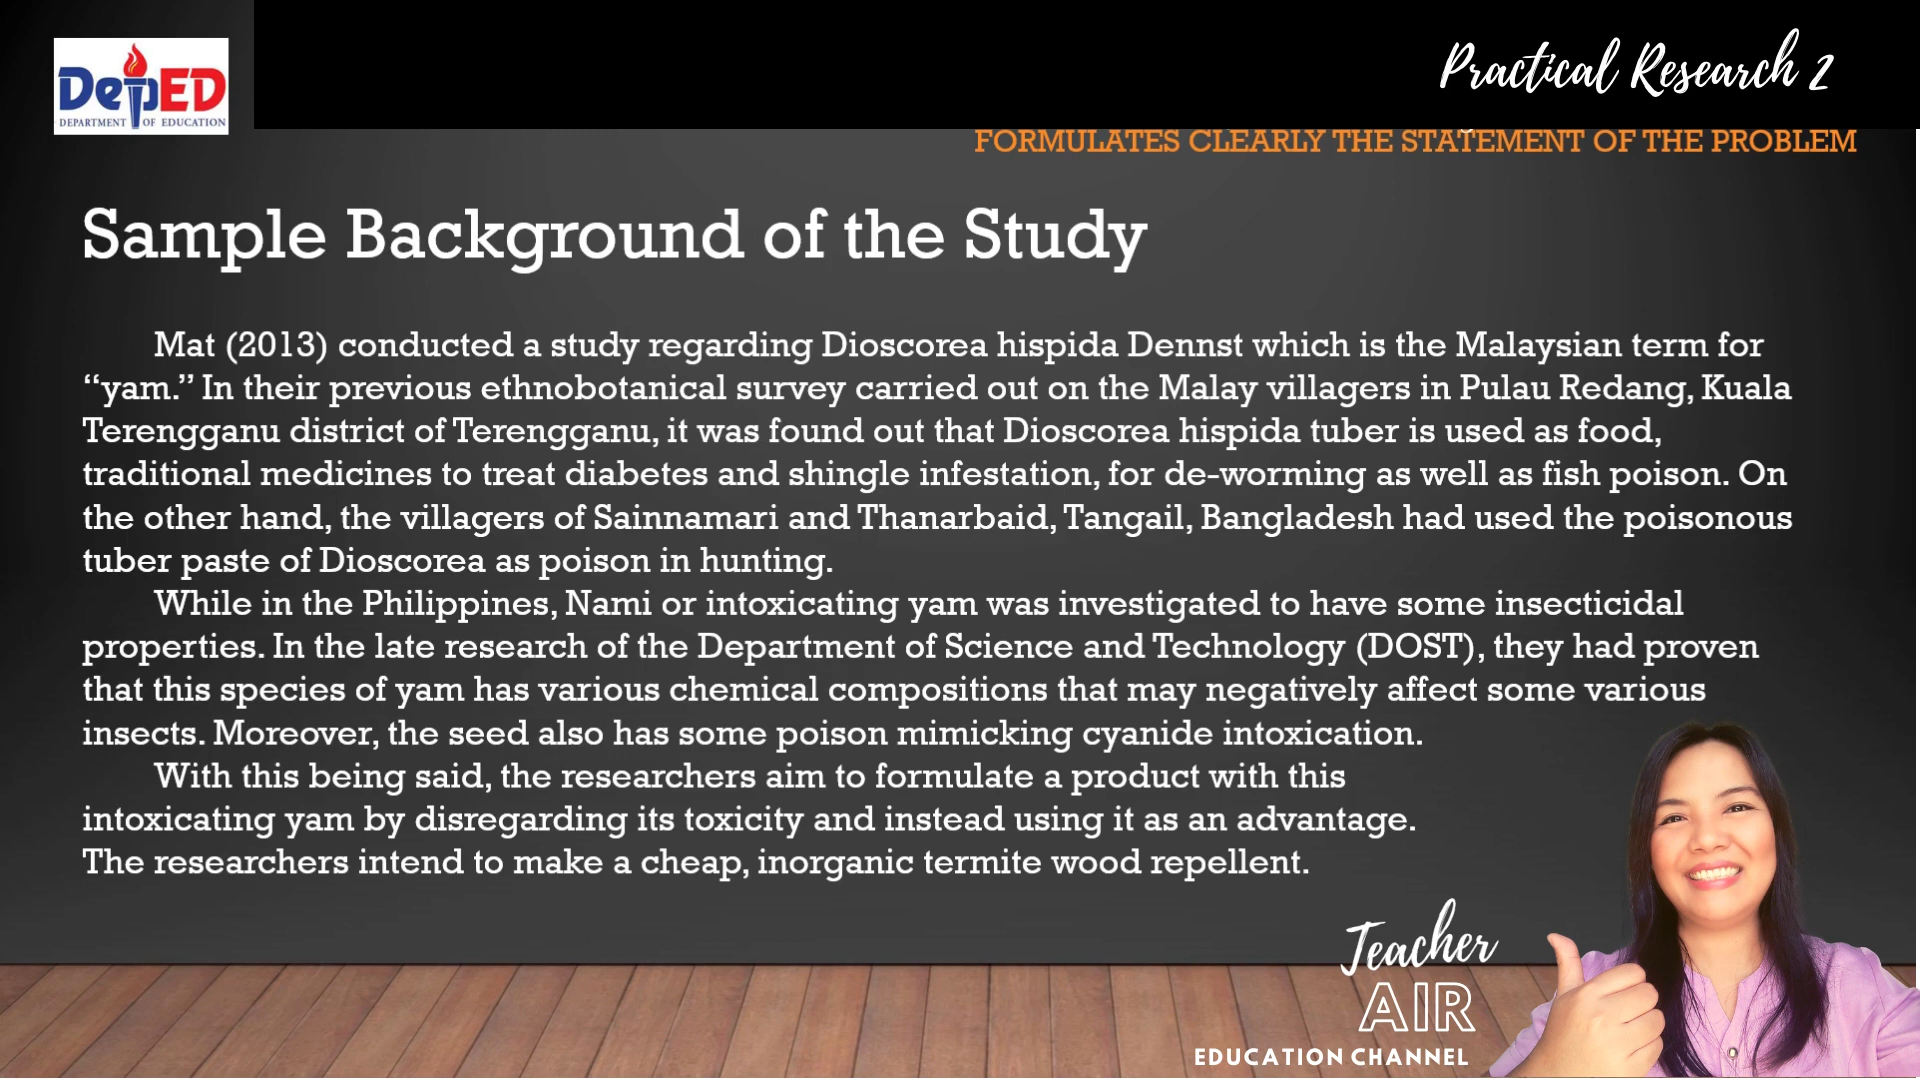 DepED
DEPARTMENT OF EDUCATION
Practical Research 2
FORMULATES CLEARLY THE STATEMENT OF THE PROBLEM
Sample Background of the Study
Mat (2013) conducted a study regarding Dioscorea hispida Dennst which is the Malaysian term for
“yam.” In their previous ethnobotanical survey carried out on the Malay villagers in Pulau Redang, Kuala
Terengganu district of Terengganu, it was found out that Dioscorea hispida tuber is used as food,
traditional medicines to treat diabetes and shingle infestation, for de-worming as well as fish poison. On
the other hand, the villagers of Sainnamari and Thanarbaid, Tangail, Bangladesh had used the poisonous
tuber paste of Dioscorea as poison in hunting.
While in the Philippines, Nami or intoxicating yam was investigated to have some insecticidal
properties. In the late research of the Department of Science and Technology (DOST), they had proven
that this species of yam has various chemical compositions that may negatively affect some various
insects. Moreover, the seed also has some poison mimicking cyanide intoxication.
With this being said, the researchers aim to formulate a product with this
intoxicating yam by disregarding its toxicity and instead using it as an advantage.
The researchers intend to make a cheap, inorganic termite wood repellent.
Teacher
AIR
EDUCATION CHANNEL